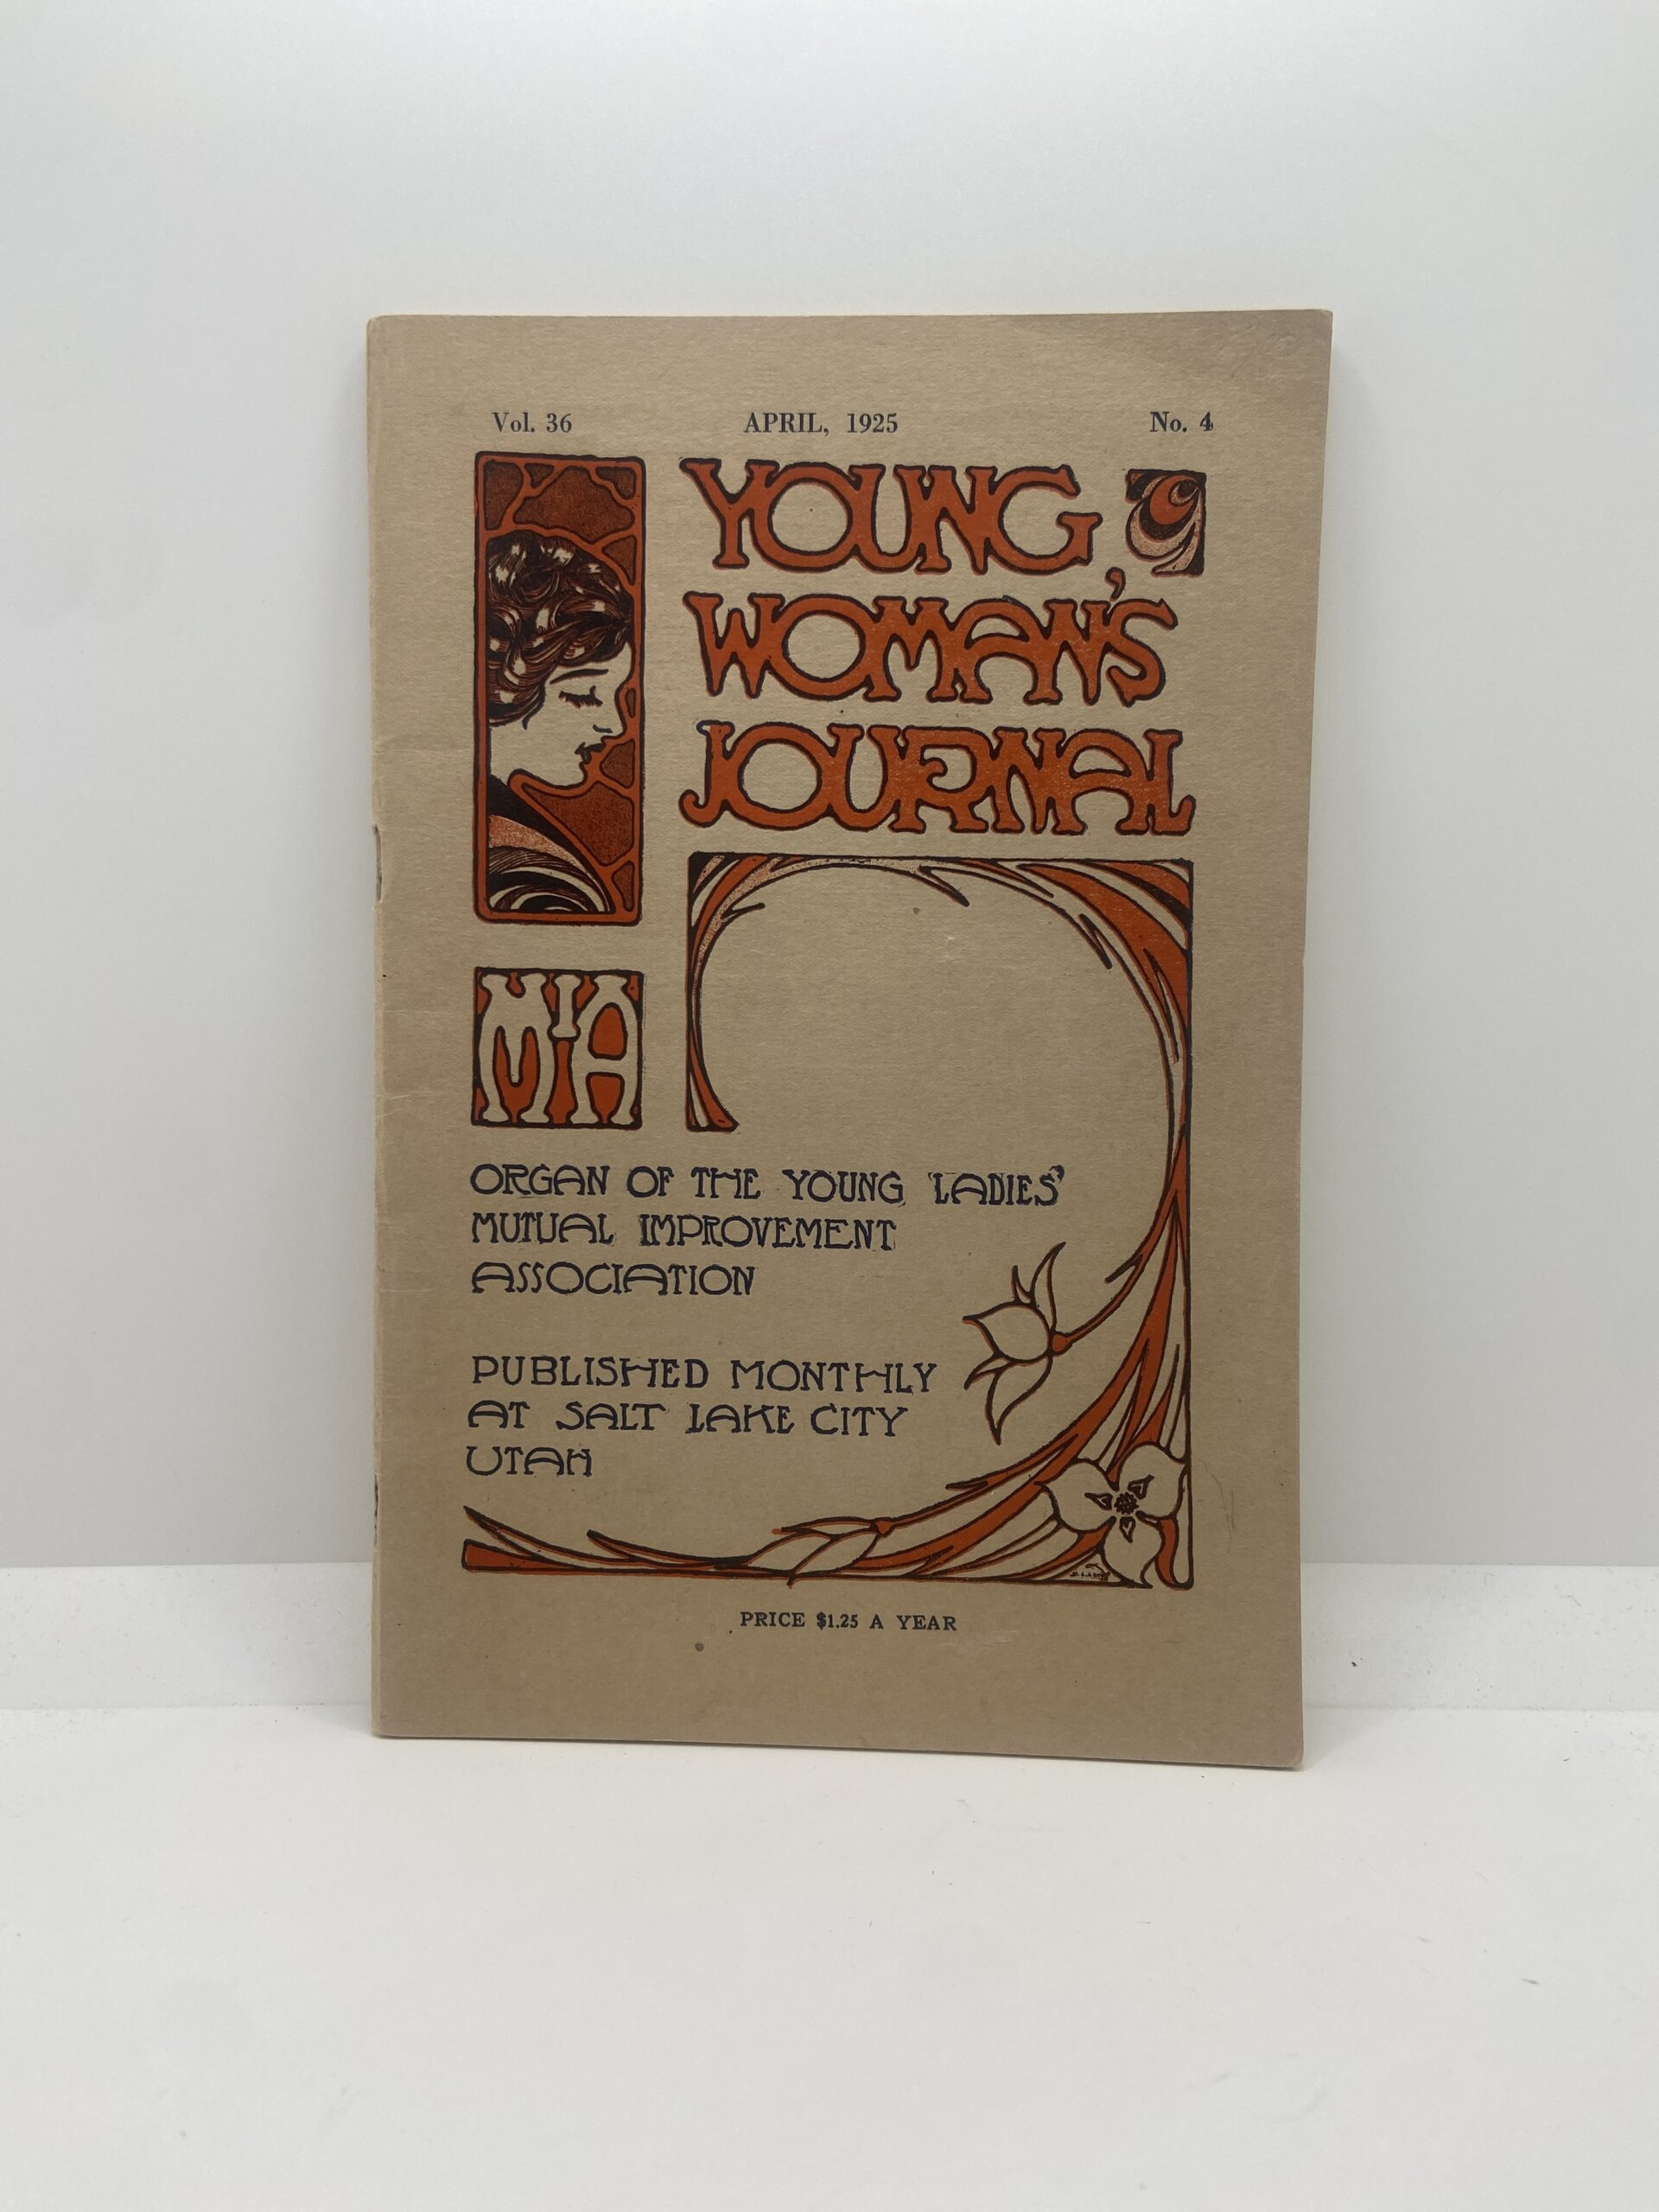 Vol. 36 APRIL, 1925 No. 4
YOUNG
WOMAN'S
JOURNAL
MIA
ORGAN OF THE YOUNG LADIES'
MUTUAL IMPROVEMENT
ASSOCIATION
PUBLISHED MONTHLY
AT SALT LAKE CITY
UTAH
PRICE $1.25 A YEAR